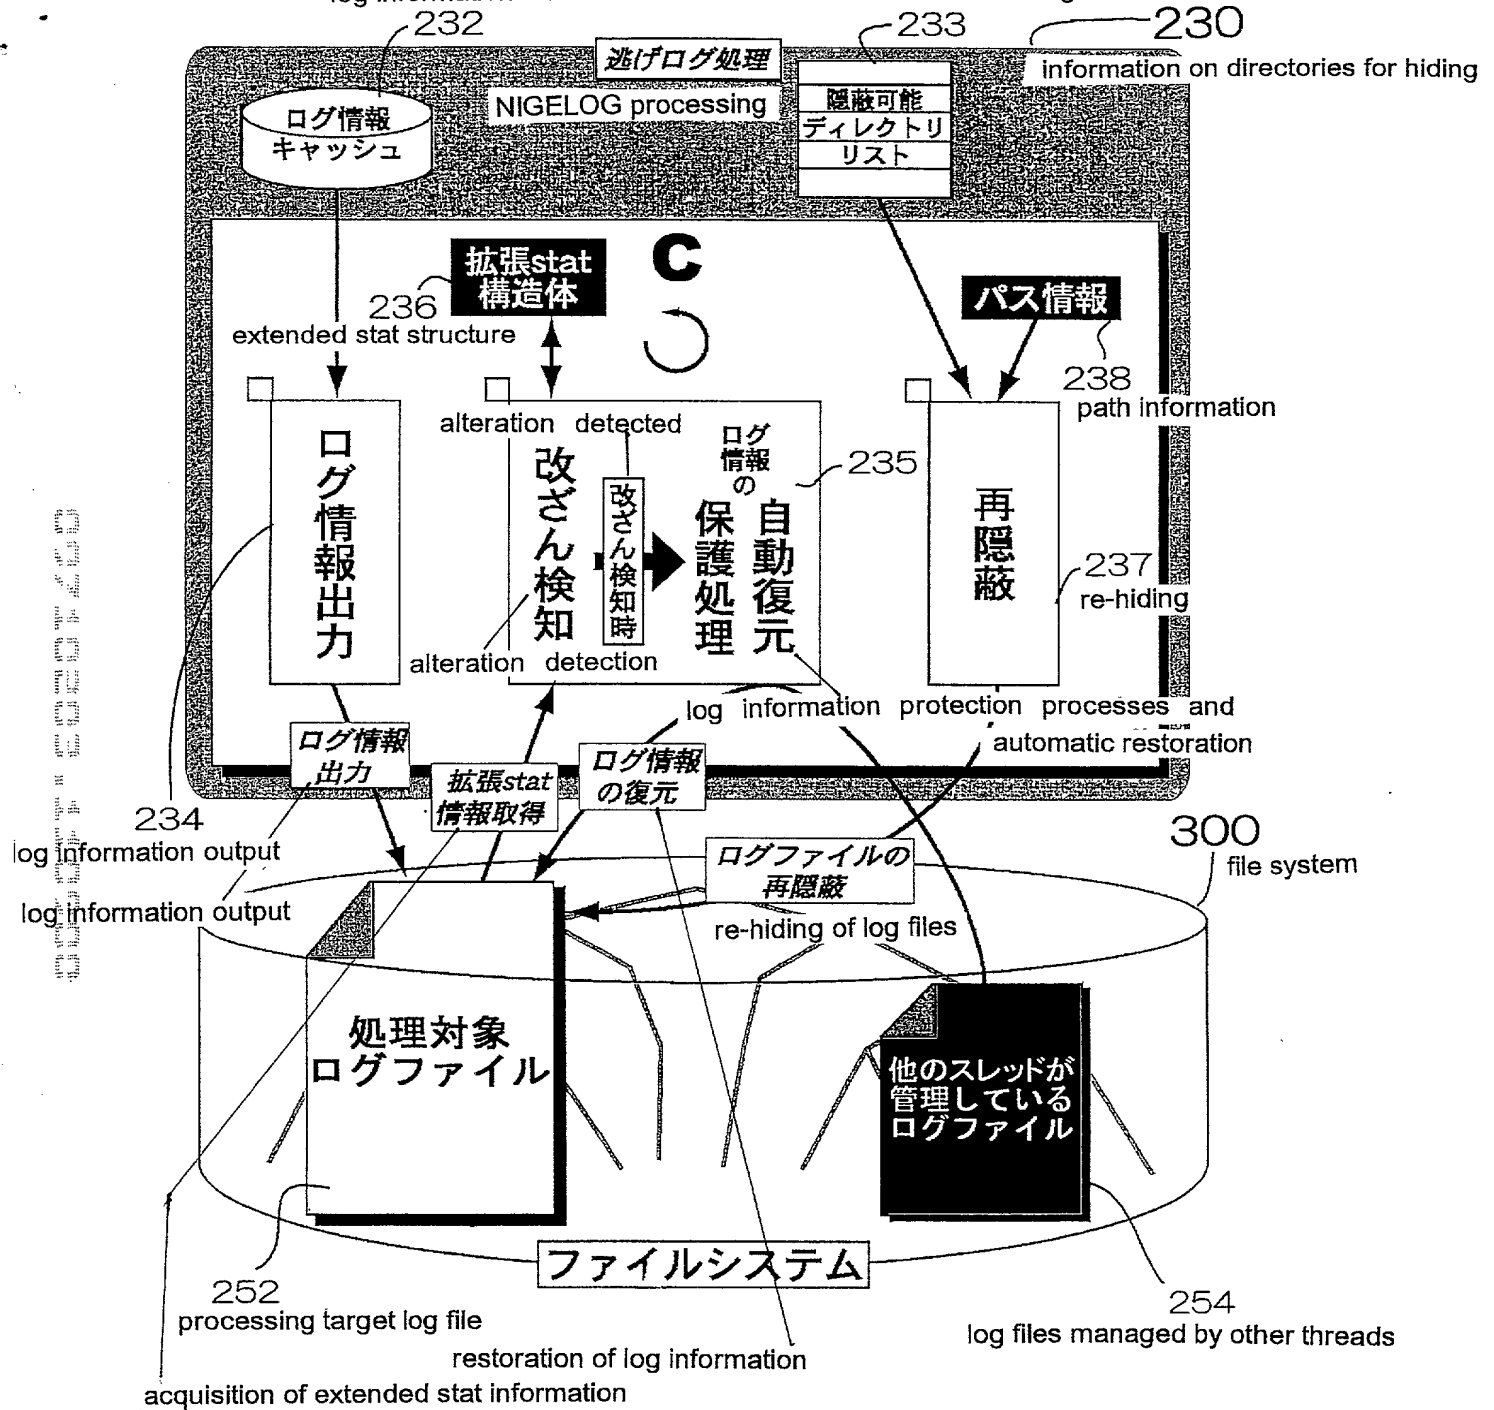 log information
232
233
230
逃げログ処理
information on directories for hiding
NIGELOG processing
隠蔽可能
ディレクトリ
リスト
ログ情報
キャッシュ
拡張stat
構造体
C
パス情報
236
extended stat structure
238
path information
alteration detected
ログ
情報
の
235
ログ情報出力
改ざん検知
改ざん検知時
保護処理
自動復元
再隠蔽
237
re-hiding
alteration detection
log information protection processes and
automatic restoration
ログ情報
出力
拡張stat
情報取得
ログ情報
の復元
234
log information output
300
file system
ログファイルの
再隠蔽
log information output
re-hiding of log files
処理対象
ログファイル
他のスレッドが
管理している
ログファイル
ファイルシステム
252
processing target log file
254
log files managed by other threads
restoration of log information
acquisition of extended stat information